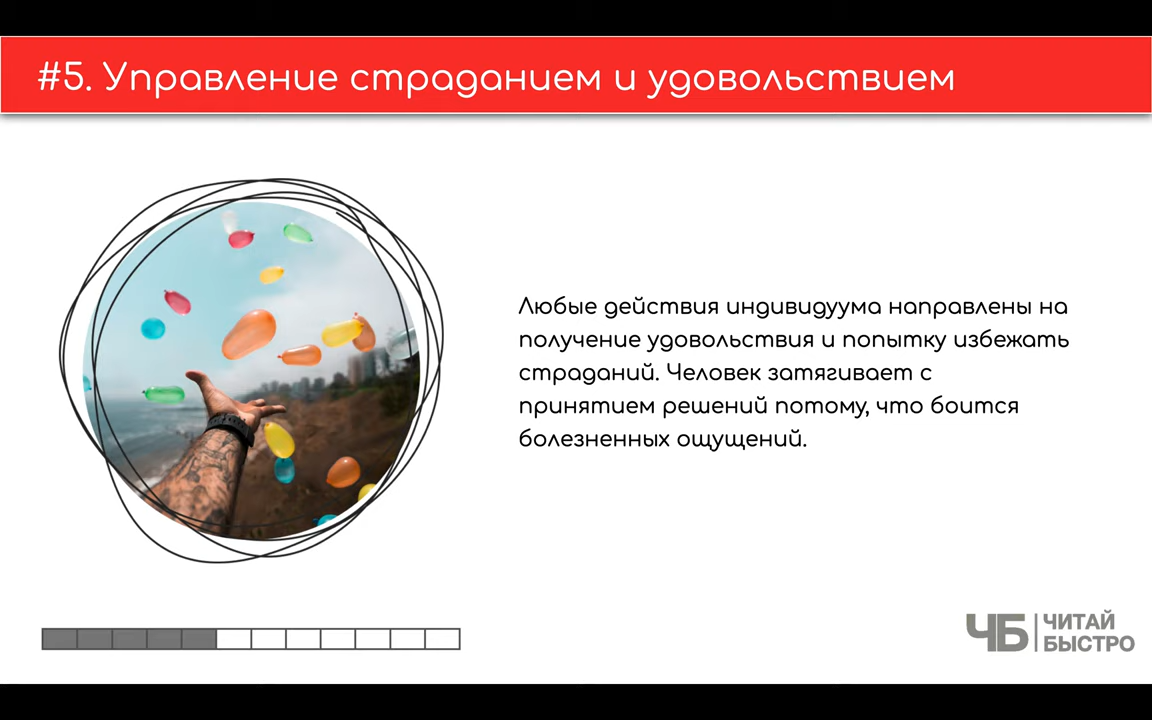 #5. Управление страданием и удовольствием
Любые действия индивидуума направлены на
получение удовольствия и попытку избежать
страданий. Человек затягивает с
принятием решений потому, что боится
болезненных ощущений.
ЧБ ЧИТАЙ
БЫСТРО